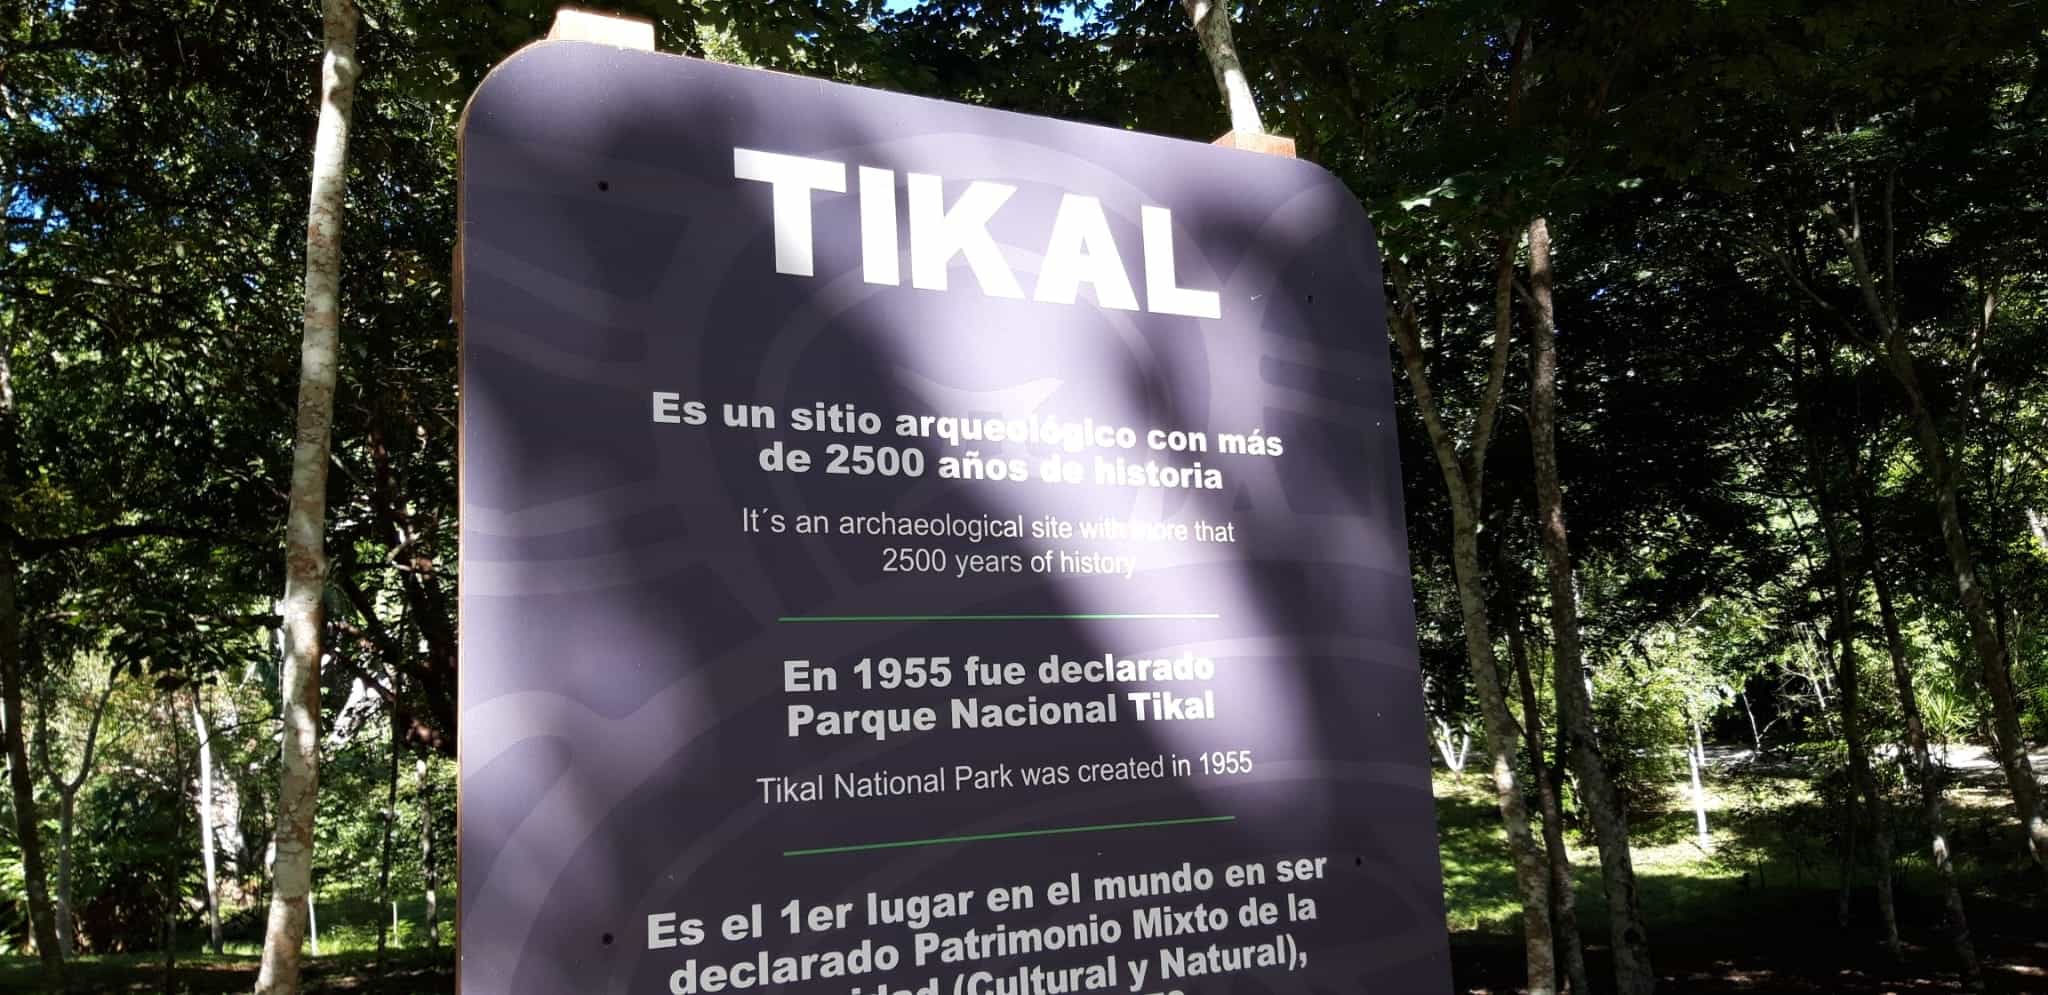 TIKAL
Es un sitio arqueológico con más
de 2500 años de historia
It´s an archaeological site with more that
2500 years of history
En 1955 fue declarado
Parque Nacional Tikal
Tikal National Park was created in 1955
Es el 1er lugar en el mundo en ser
declarado Patrimonio Mixto de la
(Cultural y Natural),